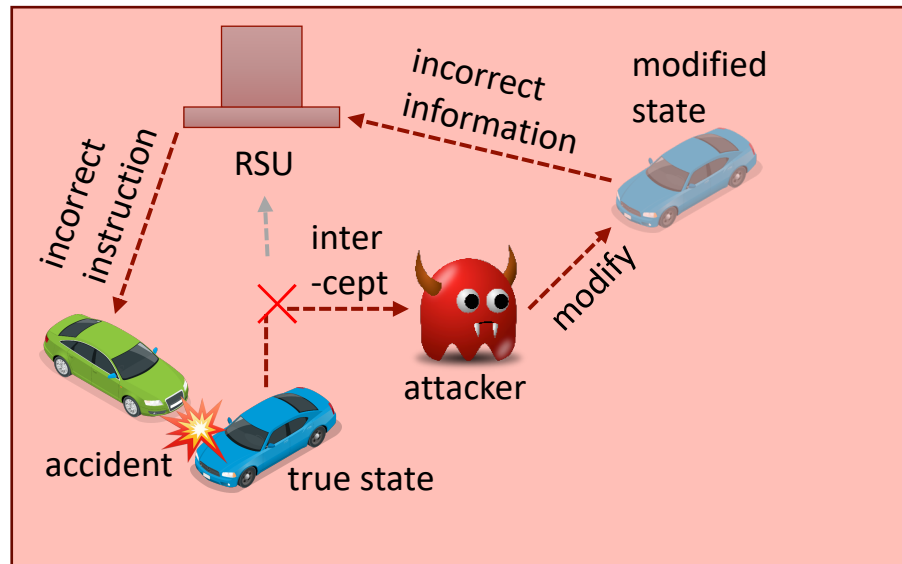 incorrect
information
modified
state
RSU
incorrect
instruction
inter
-cept
modify
attacker
accident
true state